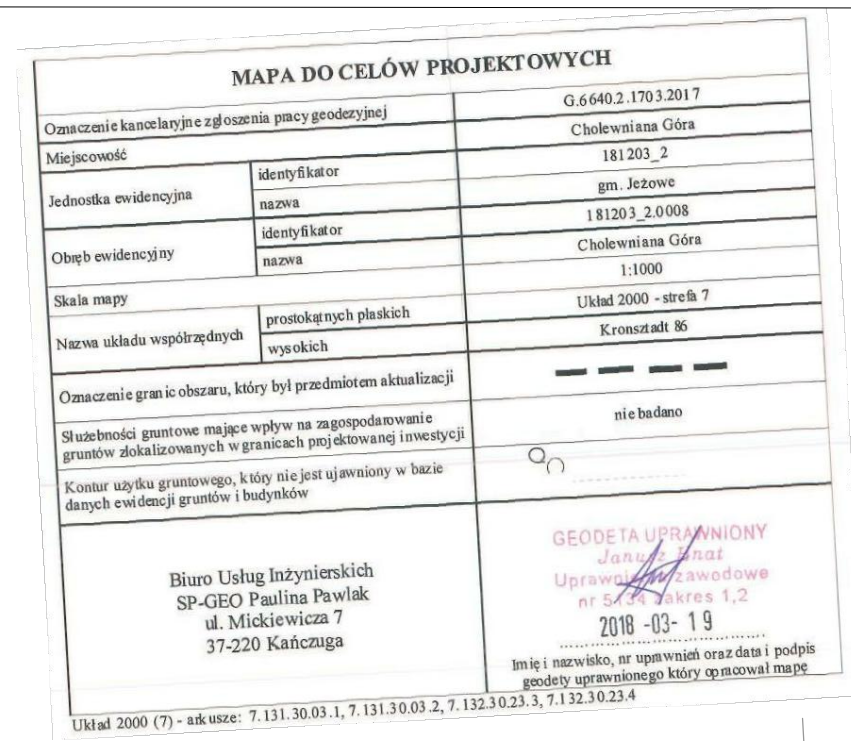 MAPA DO CELÓW PROJEKTOWYCH
Oznaczenie kancelaryjne zgłoszenia pracy geodezyjnej G.6640.2.1703.2017
Miejscowość Cholewniana Góra
Jednostka ewidencyjna identyfikator 181203_2
nazwa gm. Jeżowe
Obręb ewidencyjny identyfikator 181203_2.0008
nazwa Cholewniana Góra
Skala mapy 1:1000
Nazwa układu współrzędnych prostokątnych płaskich Układ 2000 - strefa 7
wysokich Kronsztadt 86
Oznaczenie granic obszaru, który był przedmiotem aktualizacji
Służebności gruntowe mające wpływ na zagospodarowanie
gruntów zlokalizowanych w granicach projektowanej inwestycji
nie badano
Kontur użytku gruntowego, który nie jest ujawniony w bazie
danych ewidencji gruntów i budynków
Biuro Usług Inżynierskich
SP-GEO Paulina Pawlak
ul. Mickiewicza 7
37-220 Kańczuga
GEODETA UPRAWNIONY
Janusz
zawodowe
nr 5134 zakres 1,2
2018 -03- 19
Imię i nazwisko, nr uprawnień oraz data i podpis
geodety uprawnionego który opracował mapę
Układ 2000 (7) - arkusze: 7.131.30.03.1, 7.131.30.03.2, 7.132.30.23.3, 7.132.30.23.4